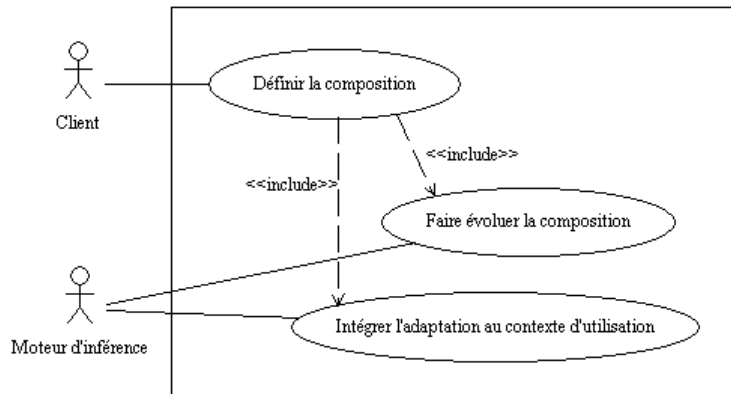 Définir la composition
Client
<<include>>
<<include>>
Faire évoluer la composition
Intégrer l'adaptation au contexte d'utilisation
Moteur d'inférence